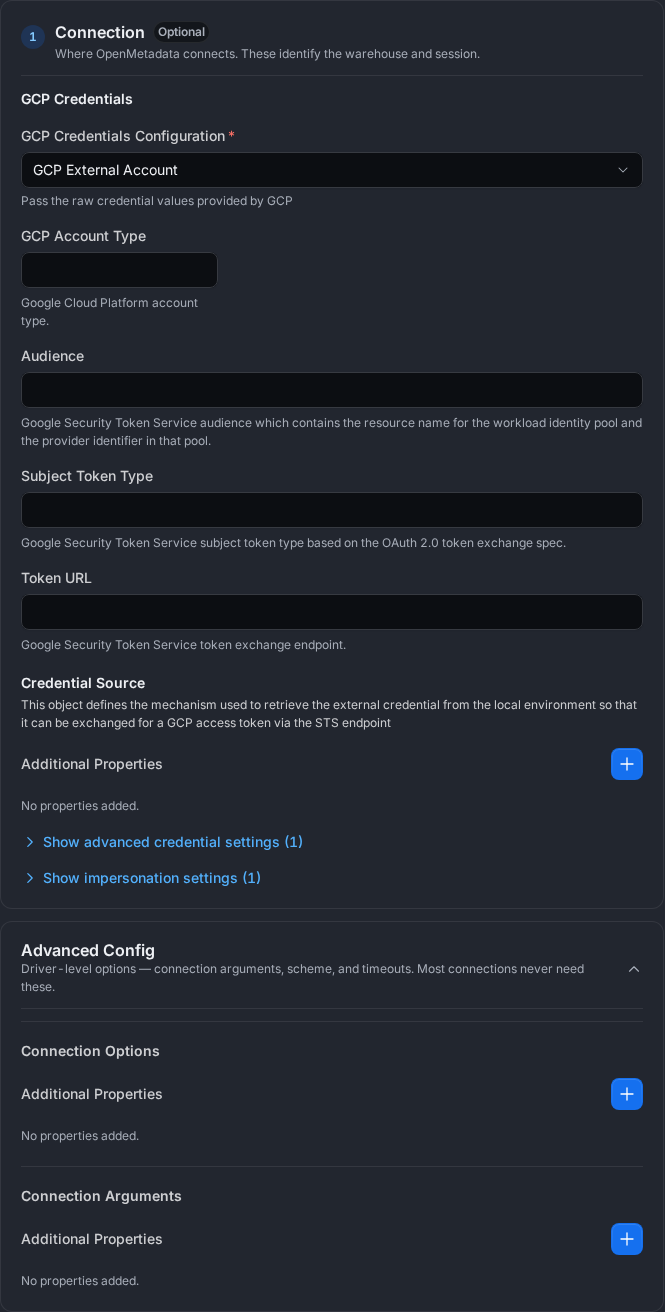 1
Connection Optional
Where OpenMetadata connects. These identify the warehouse and session.
GCP Credentials
GCP Credentials Configuration *
GCP External Account
Pass the raw credential values provided by GCP
GCP Account Type
Google Cloud Platform account
type.
Audience
Google Security Token Service audience which contains the resource name for the workload identity pool and
the provider identifier in that pool.
Subject Token Type
Google Security Token Service subject token type based on the OAuth 2.0 token exchange spec.
Token URL
Google Security Token Service token exchange endpoint.
Credential Source
This object defines the mechanism used to retrieve the external credential from the local environment so that
it can be exchanged for a GCP access token via the STS endpoint
Additional Properties
No properties added.
Show advanced credential settings (1)
Show impersonation settings (1)
Advanced Config
Driver-level options — connection arguments, scheme, and timeouts. Most connections never need
these.
Connection Options
Additional Properties
No properties added.
Connection Arguments
Additional Properties
No properties added.